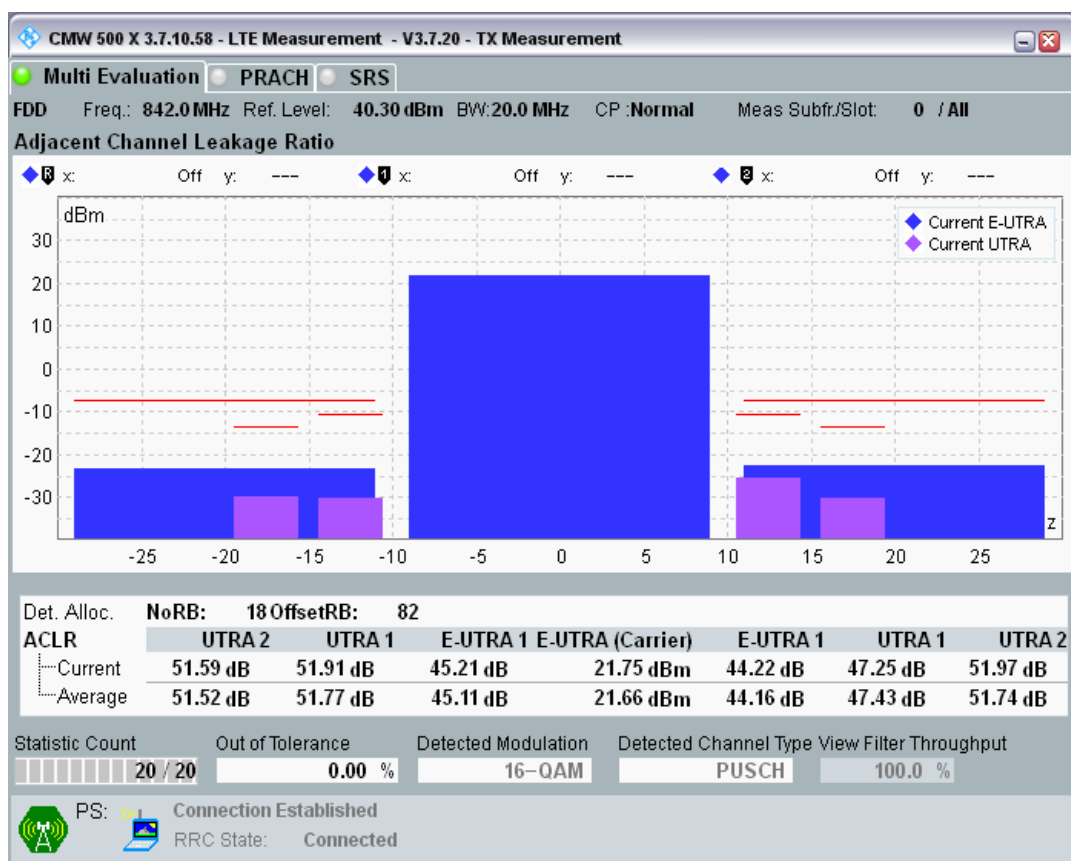 CMW 500 X 3.7.10.58 - LTE Measurement - V3.7.20 - TX Measurement
Multi Evaluation PRACH SRS
FDD Freq.: 842.0 MHz Ref. Level: 40.30 dBm BW:20.0 MHz CP :Normal Meas Subfr./Slot: 0 / All
Adjacent Channel Leakage Ratio
R x: Off y: --- 1 x: Off y: --- 2 x: Off y: ---
dBm
Current E-UTRA
Current UTRA
30
20
10
0
-10
-20
-30
z
-25 -20 -15 -10 -5 0 5 10 15 20 25
Det. Alloc. NoRB: 18 OffsetRB: 82
ACLR UTRA 2 UTRA 1 E-UTRA 1 E-UTRA (Carrier) E-UTRA 1 UTRA 1 UTRA 2
Current 51.59 dB 51.91 dB 45.21 dB 21.75 dBm 44.22 dB 47.25 dB 51.97 dB
Average 51.52 dB 51.77 dB 45.11 dB 21.66 dBm 44.16 dB 47.43 dB 51.74 dB
Statistic Count Out of Tolerance Detected Modulation Detected Channel Type View Filter Throughput
20 / 20 0.00 % 16-QAM PUSCH 100.0 %
PS: Connection Established
RRC State: Connected